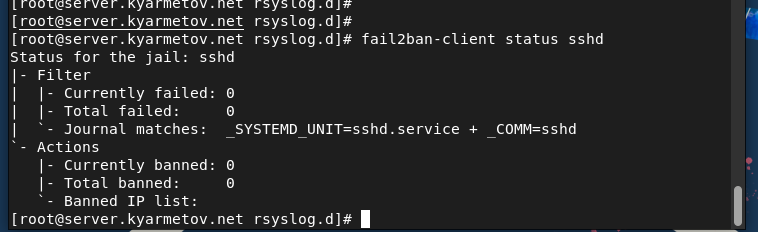 [root@server.kyarmetov.net rsyslog.d]#
[root@server.kyarmetov.net rsyslog.d]#
[root@server.kyarmetov.net rsyslog.d]# fail2ban-client status sshd
Status for the jail: sshd
|- Filter
|  |- Currently failed: 0
|  |- Total failed:     0
|  `- Journal matches:  _SYSTEMD_UNIT=sshd.service + _COMM=sshd
`- Actions
   |- Currently banned: 0
   |- Total banned:     0
   `- Banned IP list:
[root@server.kyarmetov.net rsyslog.d]#